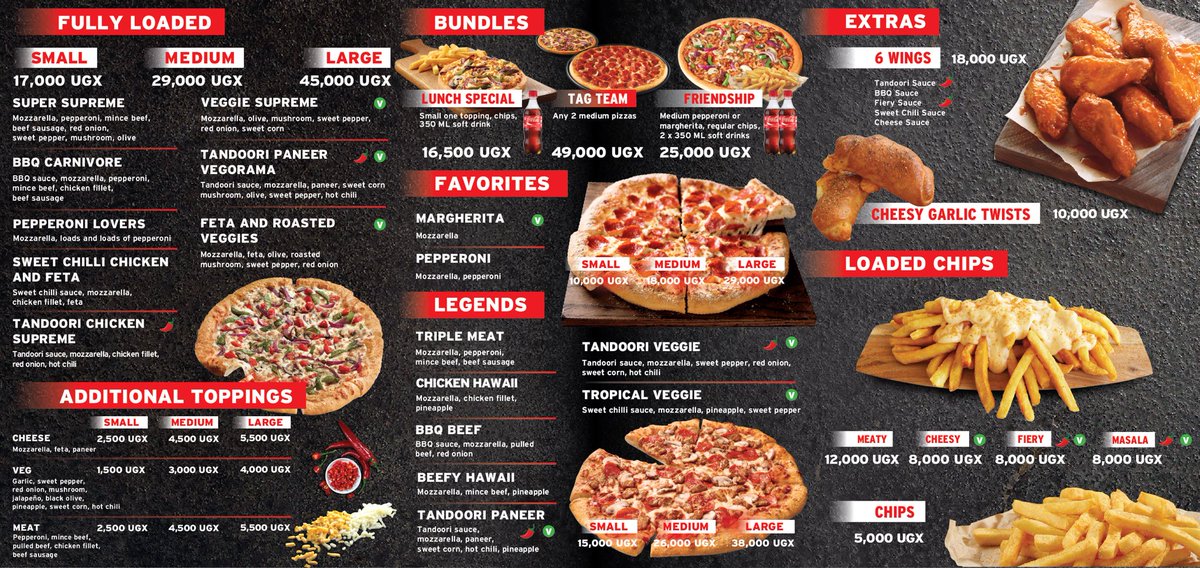 FULLY LOADED
SMALL MEDIUM LARGE
17,000 UGX 29,000 UGX 45,000 UGX
SUPER SUPREME
Mozzarella, pepperoni, mince beef,
beef sausage, red onion,
sweet pepper, mushroom, olive
BBQ CARNIVORE
BBQ sauce, mozzarella, pepperoni,
mince beef, chicken fillet,
beef sausage
PEPPERONI LOVERS
Mozzarella, loads and loads of pepperoni
SWEET CHILLI CHICKEN
AND FETA
Sweet chilli sauce, mozzarella,
chicken fillet, feta
TANDOORI CHICKEN
SUPREME
Tandoori sauce, mozzarella, chicken fillet,
red onion, hot chili
VEGGIE SUPREME V
Mozzarella, olive, mushroom, sweet pepper,
red onion, sweet corn
TANDOORI PANEER V
VEGORAMA
Tandoori sauce, mozzarella, paneer, sweet corn
mushroom, olive, sweet pepper, hot chili
FETA AND ROASTED V
VEGGIES
Mozzarella, feta, olive, roasted
mushroom, sweet pepper, red onion
ADDITIONAL TOPPINGS
SMALL MEDIUM LARGE
CHEESE 2,500 UGX 4,500 UGX 5,500 UGX
Mozzarella, feta, paneer
VEG 1,500 UGX 3,000 UGX 4,000 UGX
Garlic, sweet pepper,
red onion, mushroom,
jalapeño, black olive,
pineapple, sweet corn, hot chili
MEAT 2,500 UGX 4,500 UGX 5,500 UGX
Pepperoni, mince beef,
pulled beef, chicken fillet,
beef sausage
BUNDLES
LUNCH SPECIAL
Small one topping, chips,
350 ML soft drink
16,500 UGX
TAG TEAM
Any 2 medium pizzas
49,000 UGX
FRIENDSHIP
Medium pepperoni or
margherita, regular chips,
2 x 350 ML soft drinks
25,000 UGX
FAVORITES
MARGHERITA V
Mozzarella
PEPPERONI
Mozzarella, pepperoni
SMALL MEDIUM LARGE
10,000 UGX 18,000 UGX 29,000 UGX
LEGENDS
TRIPLE MEAT
Mozzarella, pepperoni,
mince beef, beef sausage
CHICKEN HAWAII
Mozzarella, chicken fillet,
pineapple
BBQ BEEF
BBQ sauce, mozzarella, pulled
beef, red onion
BEEFY HAWAII
Mozzarella, mince beef, pineapple
TANDOORI PANEER
Tandoori sauce, V
mozzarella, paneer,
sweet corn, hot chili, pineapple
TANDOORI VEGGIE V
Tandoori sauce, mozzarella, sweet pepper, red onion,
sweet corn, hot chili
TROPICAL VEGGIE V
Sweet chilli sauce, mozzarella, pineapple, sweet pepper
SMALL MEDIUM LARGE
15,000 UGX 26,000 UGX 38,000 UGX
EXTRAS
6 WINGS 18,000 UGX
Tandoori Sauce
BBQ Sauce
Fiery Sauce
Sweet Chili Sauce
Cheese Sauce
CHEESY GARLIC TWISTS 10,000 UGX
LOADED CHIPS
MEATY CHEESY V FIERY V MASALA V
12,000 UGX 8,000 UGX 8,000 UGX 8,000 UGX
CHIPS
5,000 UGX